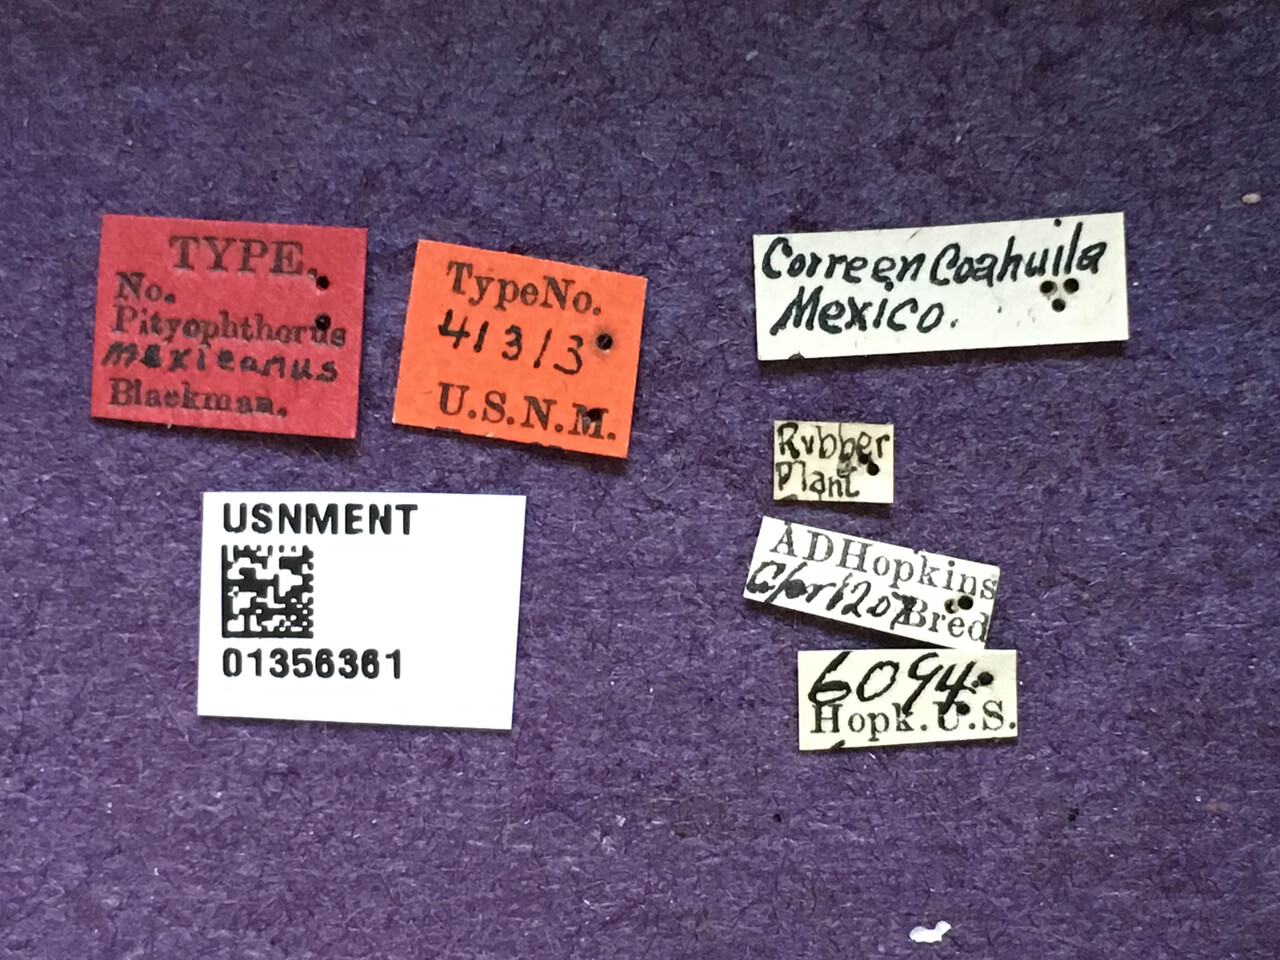 TYPE.
No.
Pityophthorus
mexicanus
Blackman.
TypeNo.
41313
U.S.N.M.
USNMENT
01356361
Correen Coahuila
Mexico.
Rubber
Plant
ADHopkins
Bred
6094
Hopk.U.S.